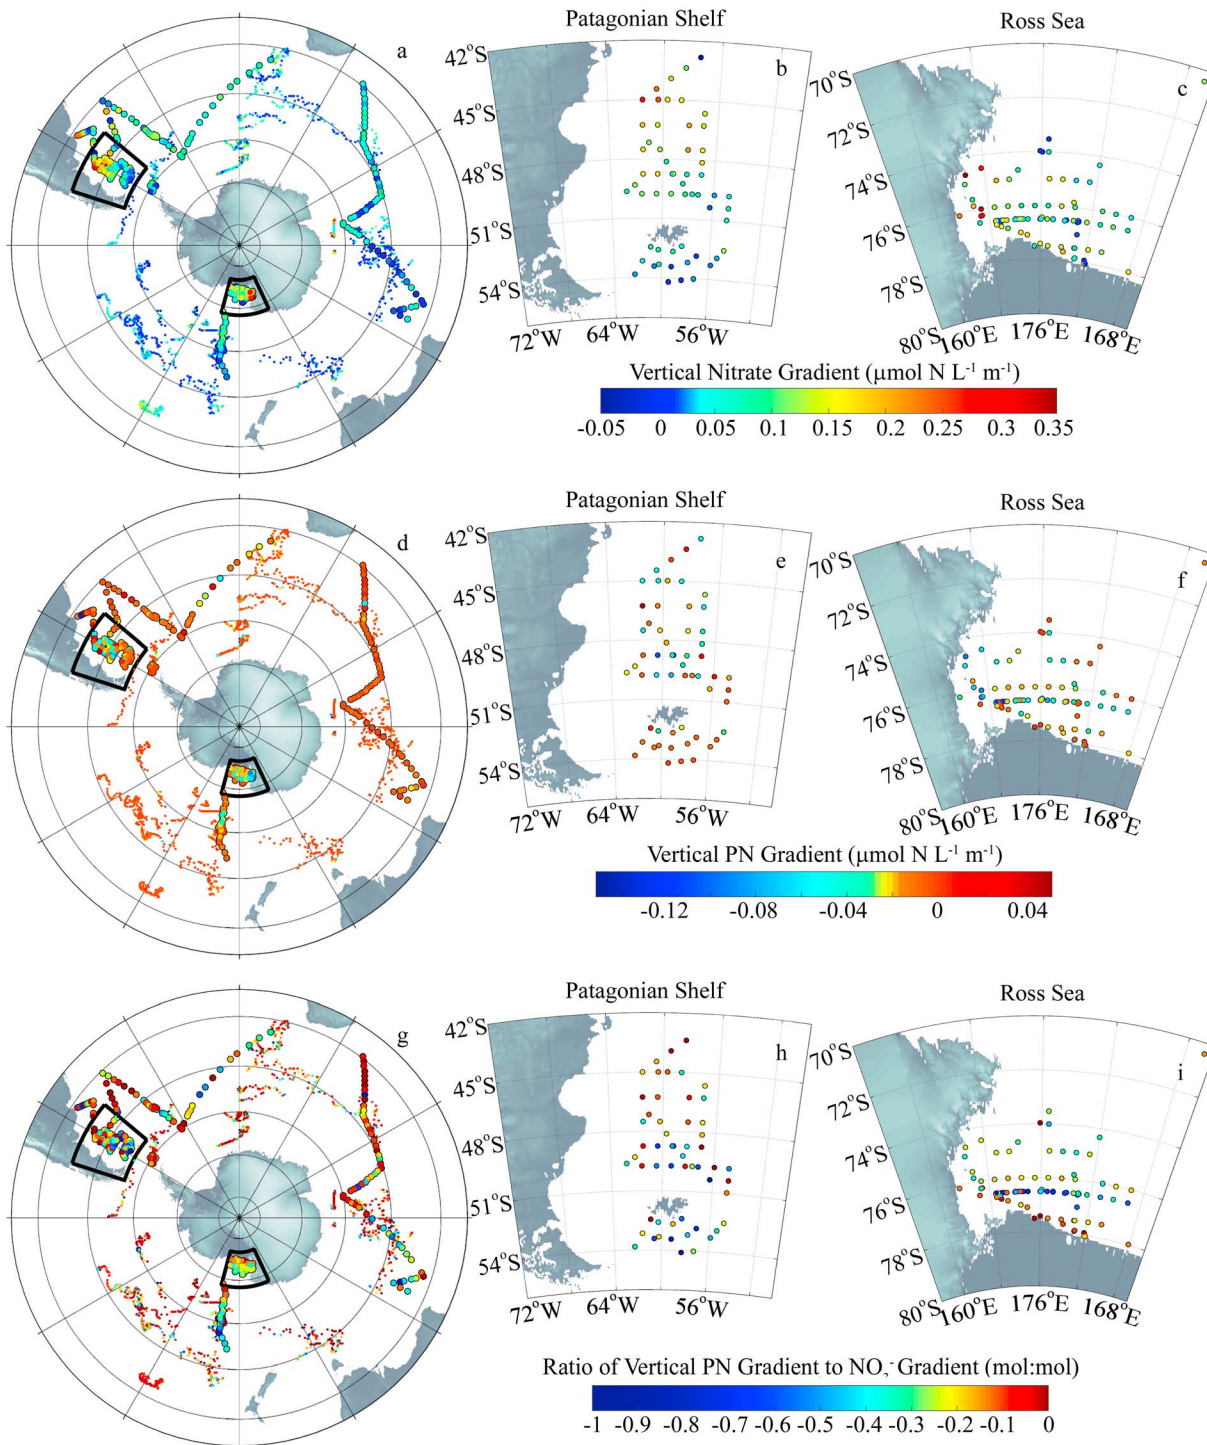 Patagonian Shelf
Ross Sea
a
b
c
42°S
45°S
48°S
51°S
54°S
72°W
64°W
56°W
70°S
72°S
74°S
76°S
78°S
80°S
160°E
176°E
168°E
Vertical Nitrate Gradient (μmol N L⁻¹ m⁻¹)
-0.05 0 0.05 0.1 0.15 0.2 0.25 0.3 0.35
Patagonian Shelf
Ross Sea
d
e
f
42°S
45°S
48°S
51°S
54°S
72°W
64°W
56°W
70°S
72°S
74°S
76°S
78°S
80°S
160°E
176°E
168°E
Vertical PN Gradient (μmol N L⁻¹ m⁻¹)
-0.12 -0.08 -0.04 0 0.04
Patagonian Shelf
Ross Sea
g
h
i
42°S
45°S
48°S
51°S
54°S
72°W
64°W
56°W
70°S
72°S
74°S
76°S
78°S
80°S
160°E
176°E
168°E
Ratio of Vertical PN Gradient to NO₃⁻ Gradient (mol:mol)
-1 -0.9 -0.8 -0.7 -0.6 -0.5 -0.4 -0.3 -0.2 -0.1 0